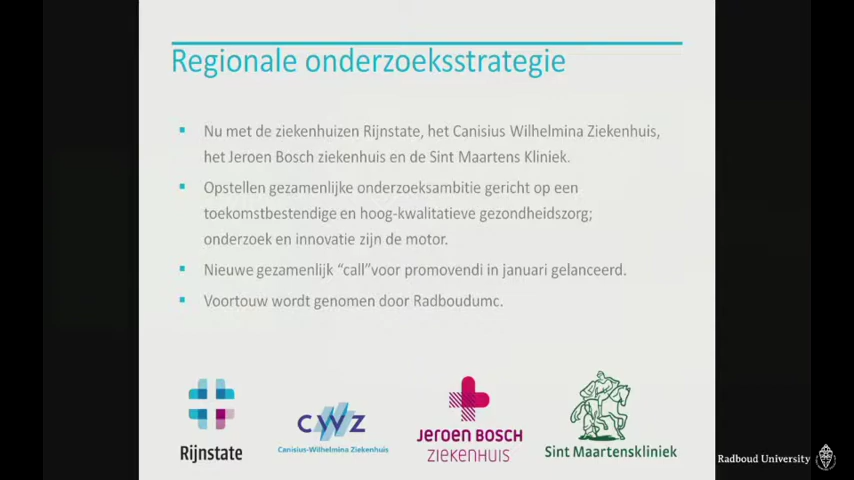 Regionale onderzoeksstrategie
Nu met de ziekenhuizen Rijnstate, het Canisius Wilhelmina Ziekenhuis,
het Jeroen Bosch ziekenhuis en de Sint Maartens Kliniek.
Opstellen gezamenlijke onderzoeksambitie gericht op een
toekomstbestendige en hoog-kwalitatieve gezondheidszorg;
onderzoek en innovatie zijn de motor.
Nieuwe gezamenlijk “call”voor promovendi in januari gelanceerd.
Voortouw wordt genomen door Radboudumc.
Rijnstate
CWZ
Canisius-Wilhelmina Ziekenhuis
Jeroen Bosch
ZIEKENHUIS
Sint Maartenskliniek
Radboud University